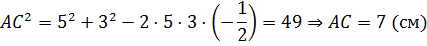 AC² = 5² + 3² − 2 · 5 · 3 · (−1/2) = 49 ⇒ AC = 7 (см)